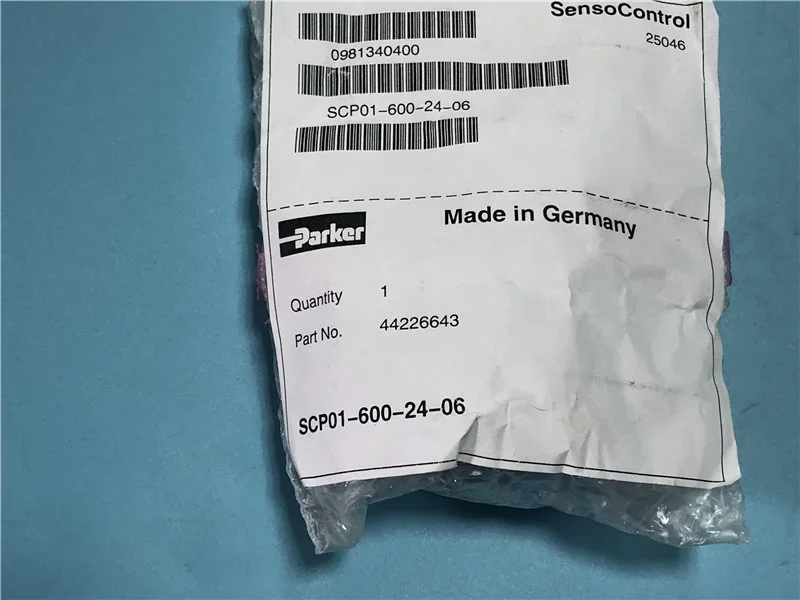 SensoControl
25046
0981340400
SCP01-600-24-06
Parker
Made in Germany
Quantity 1
Part No. 44226643
SCP01-600-24-06